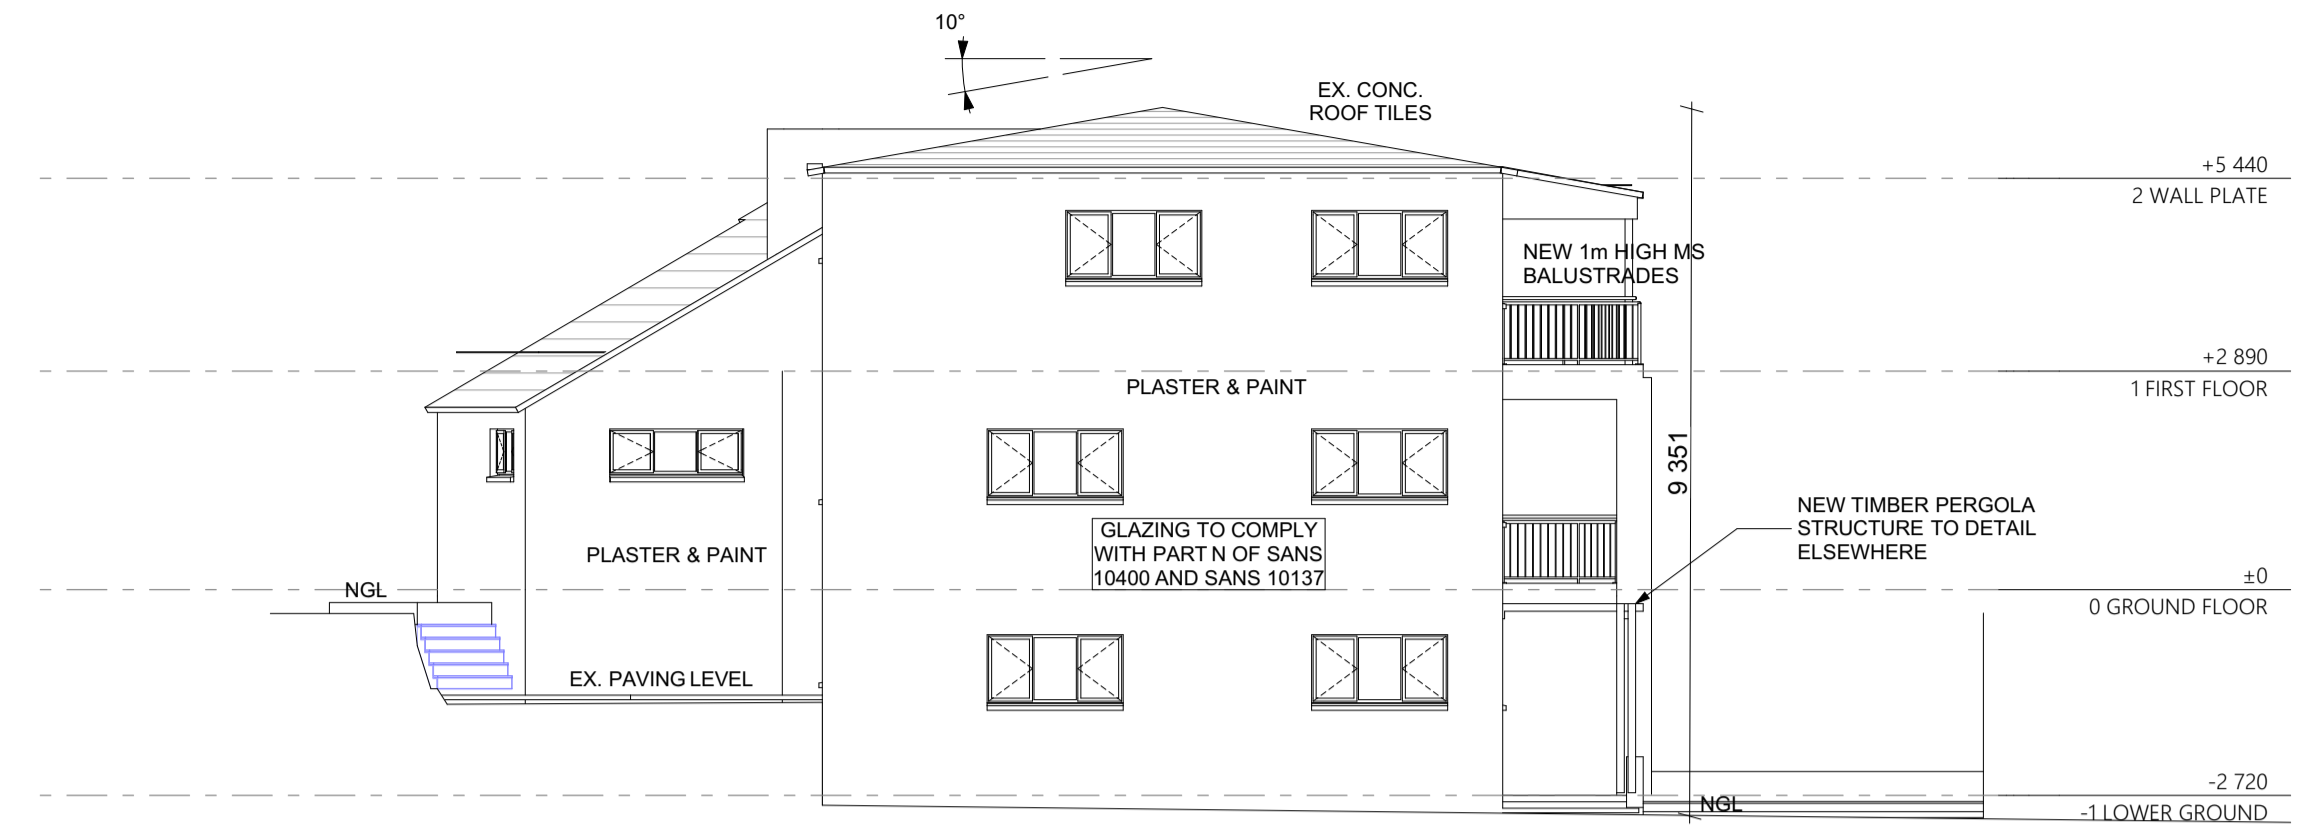 10°
EX. CONC.
ROOF TILES
+5 440
2 WALL PLATE
NEW 1m HIGH MS
BALUSTRADES
+2 890
1 FIRST FLOOR
PLASTER & PAINT
9 351
NEW TIMBER PERGOLA
STRUCTURE TO DETAIL
ELSEWHERE
GLAZING TO COMPLY
WITH PART N OF SANS
10400 AND SANS 10137
PLASTER & PAINT
NGL
±0
0 GROUND FLOOR
EX. PAVING LEVEL
-2 720
NGL
-1 LOWER GROUND